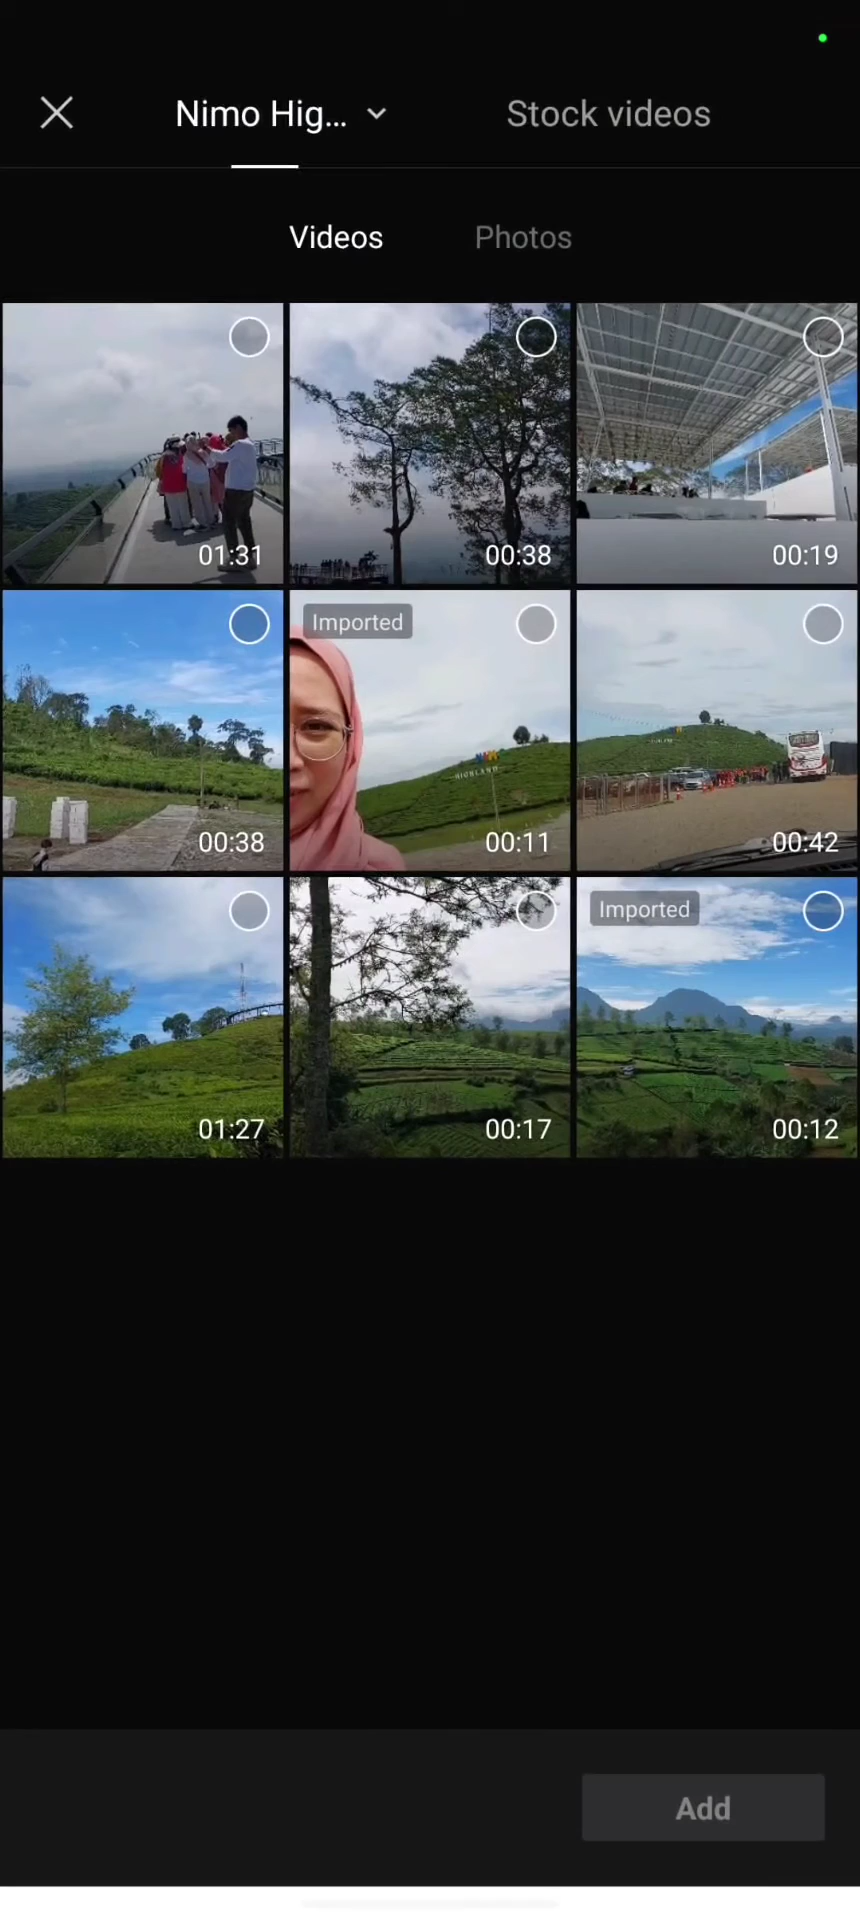 Nimo Hig...
Stock videos
Videos
Photos
01:31
00:38
00:19
00:38
Imported
HIGHLAND
00:11
00:42
01:27
00:17
Imported
00:12
Add